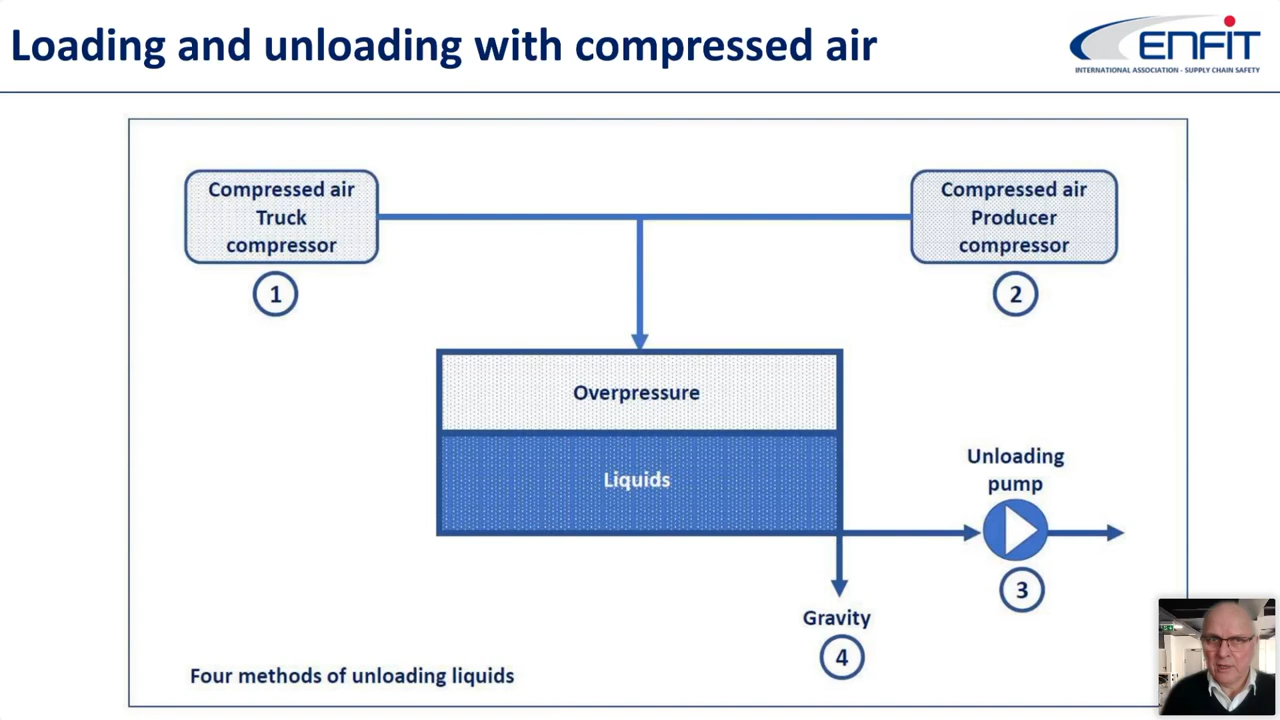 Loading and unloading with compressed air
ENFIT
INTERNATIONAL ASSOCIATION - SUPPLY CHAIN SAFETY
Compressed air
Truck
compressor
1
Compressed air
Producer
compressor
2
Overpressure
Liquids
Unloading
pump
3
Gravity
4
Four methods of unloading liquids